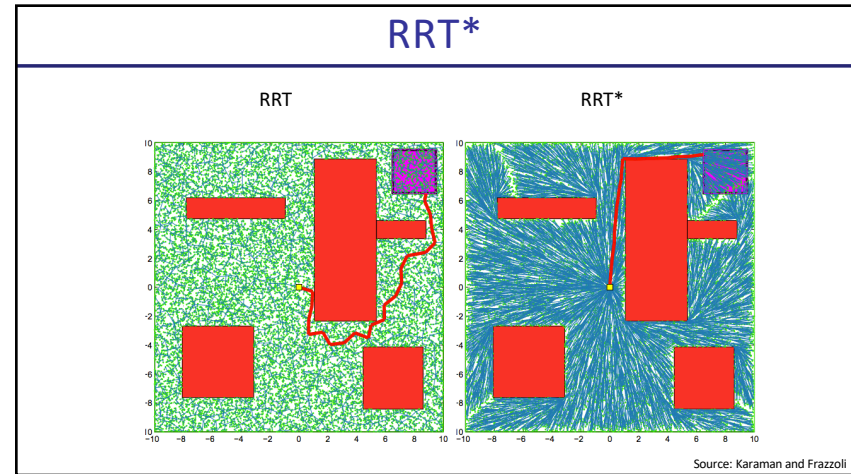 RRT*
RRT RRT*
10 10
8 8
6 6
4 4
2 2
0 0
−2 −2
−4 −4
−6 −6
−8 −8
−10 −10
−10 −8 −6 −4 −2 0 2 4 6 8 10 −10 −8 −6 −4 −2 0 2 4 6 8 10
Source: Karaman and Frazzoli